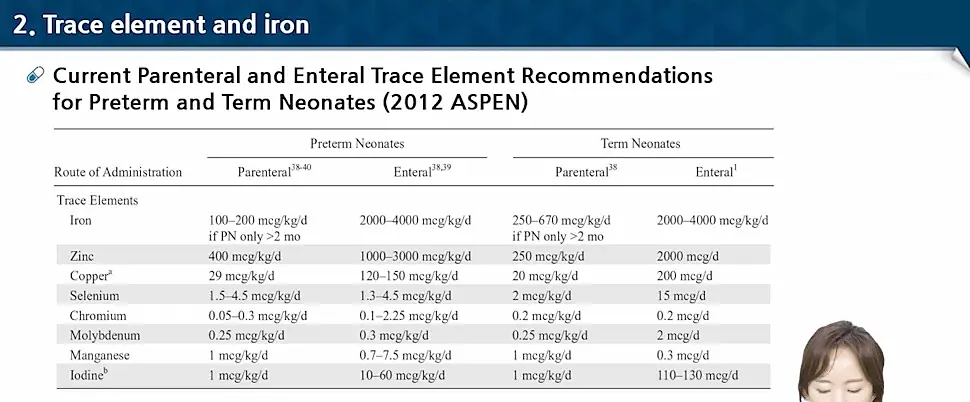 2. Trace element and iron
Current Parenteral and Enteral Trace Element Recommendations
for Preterm and Term Neonates (2012 ASPEN)
Preterm Neonates Term Neonates
Route of Administration Parenteral38-40 Enteral38,39 Parenteral38 Enteral1
Trace Elements
Iron 100–200 mcg/kg/d 2000–4000 mcg/kg/d 250–670 mcg/kg/d 2000–4000 mcg/kg/d
if PN only >2 mo if PN only >2 mo
Zinc 400 mcg/kg/d 1000–3000 mcg/kg/d 250 mcg/kg/d 2000 mcg/d
Coppera 29 mcg/kg/d 120–150 mcg/kg/d 20 mcg/kg/d 200 mcg/d
Selenium 1.5–4.5 mcg/kg/d 1.3–4.5 mcg/kg/d 2 mcg/kg/d 15 mcg/d
Chromium 0.05–0.3 mcg/kg/d 0.1–2.25 mcg/kg/d 0.2 mcg/kg/d 0.2 mcg/d
Molybdenum 0.25 mcg/kg/d 0.3 mcg/kg/d 0.25 mcg/kg/d 2 mcg/d
Manganese 1 mcg/kg/d 0.7–7.5 mcg/kg/d 1 mcg/kg/d 0.3 mcg/d
Iodineb 1 mcg/kg/d 10–60 mcg/kg/d 1 mcg/kg/d 110–130 mcg/d